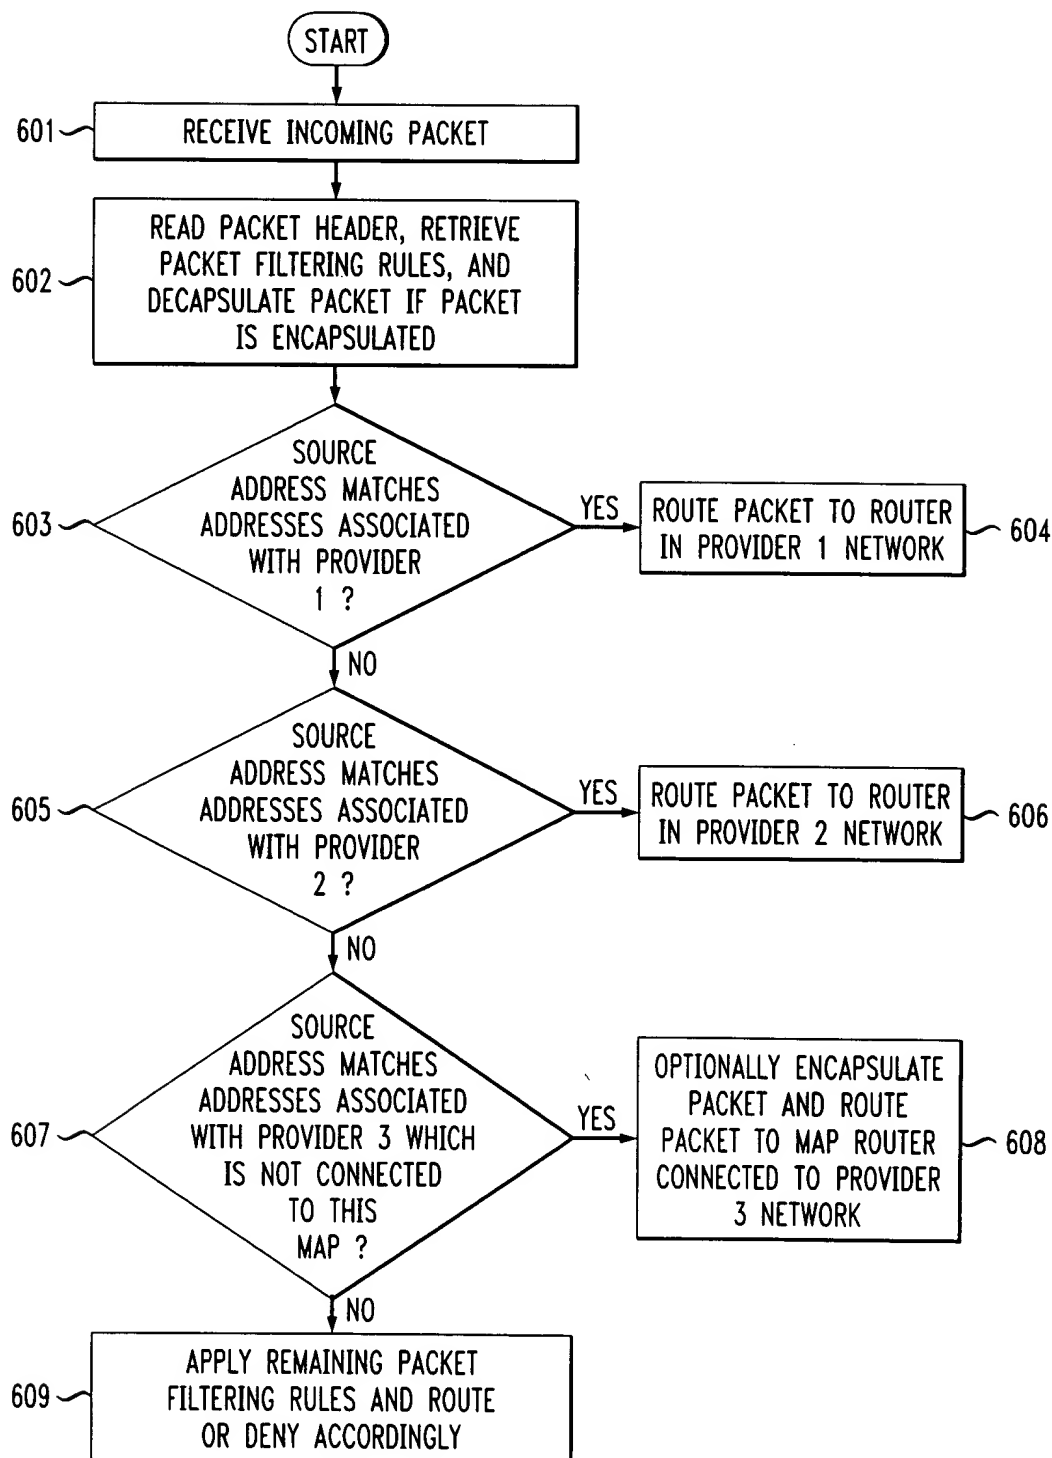 START
601
RECEIVE INCOMING PACKET
602
READ PACKET HEADER, RETRIEVE
PACKET FILTERING RULES, AND
DECAPSULATE PACKET IF PACKET
IS ENCAPSULATED
603
SOURCE
ADDRESS MATCHES
ADDRESSES ASSOCIATED
WITH PROVIDER
1 ?
YES
ROUTE PACKET TO ROUTER
IN PROVIDER 1 NETWORK
604
NO
605
SOURCE
ADDRESS MATCHES
ADDRESSES ASSOCIATED
WITH PROVIDER
2 ?
YES
ROUTE PACKET TO ROUTER
IN PROVIDER 2 NETWORK
606
NO
607
SOURCE
ADDRESS MATCHES
ADDRESSES ASSOCIATED
WITH PROVIDER 3 WHICH
IS NOT CONNECTED
TO THIS
MAP ?
YES
OPTIONALLY ENCAPSULATE
PACKET AND ROUTE
PACKET TO MAP ROUTER
CONNECTED TO PROVIDER
3 NETWORK
608
NO
609
APPLY REMAINING PACKET
FILTERING RULES AND ROUTE
OR DENY ACCORDINGLY